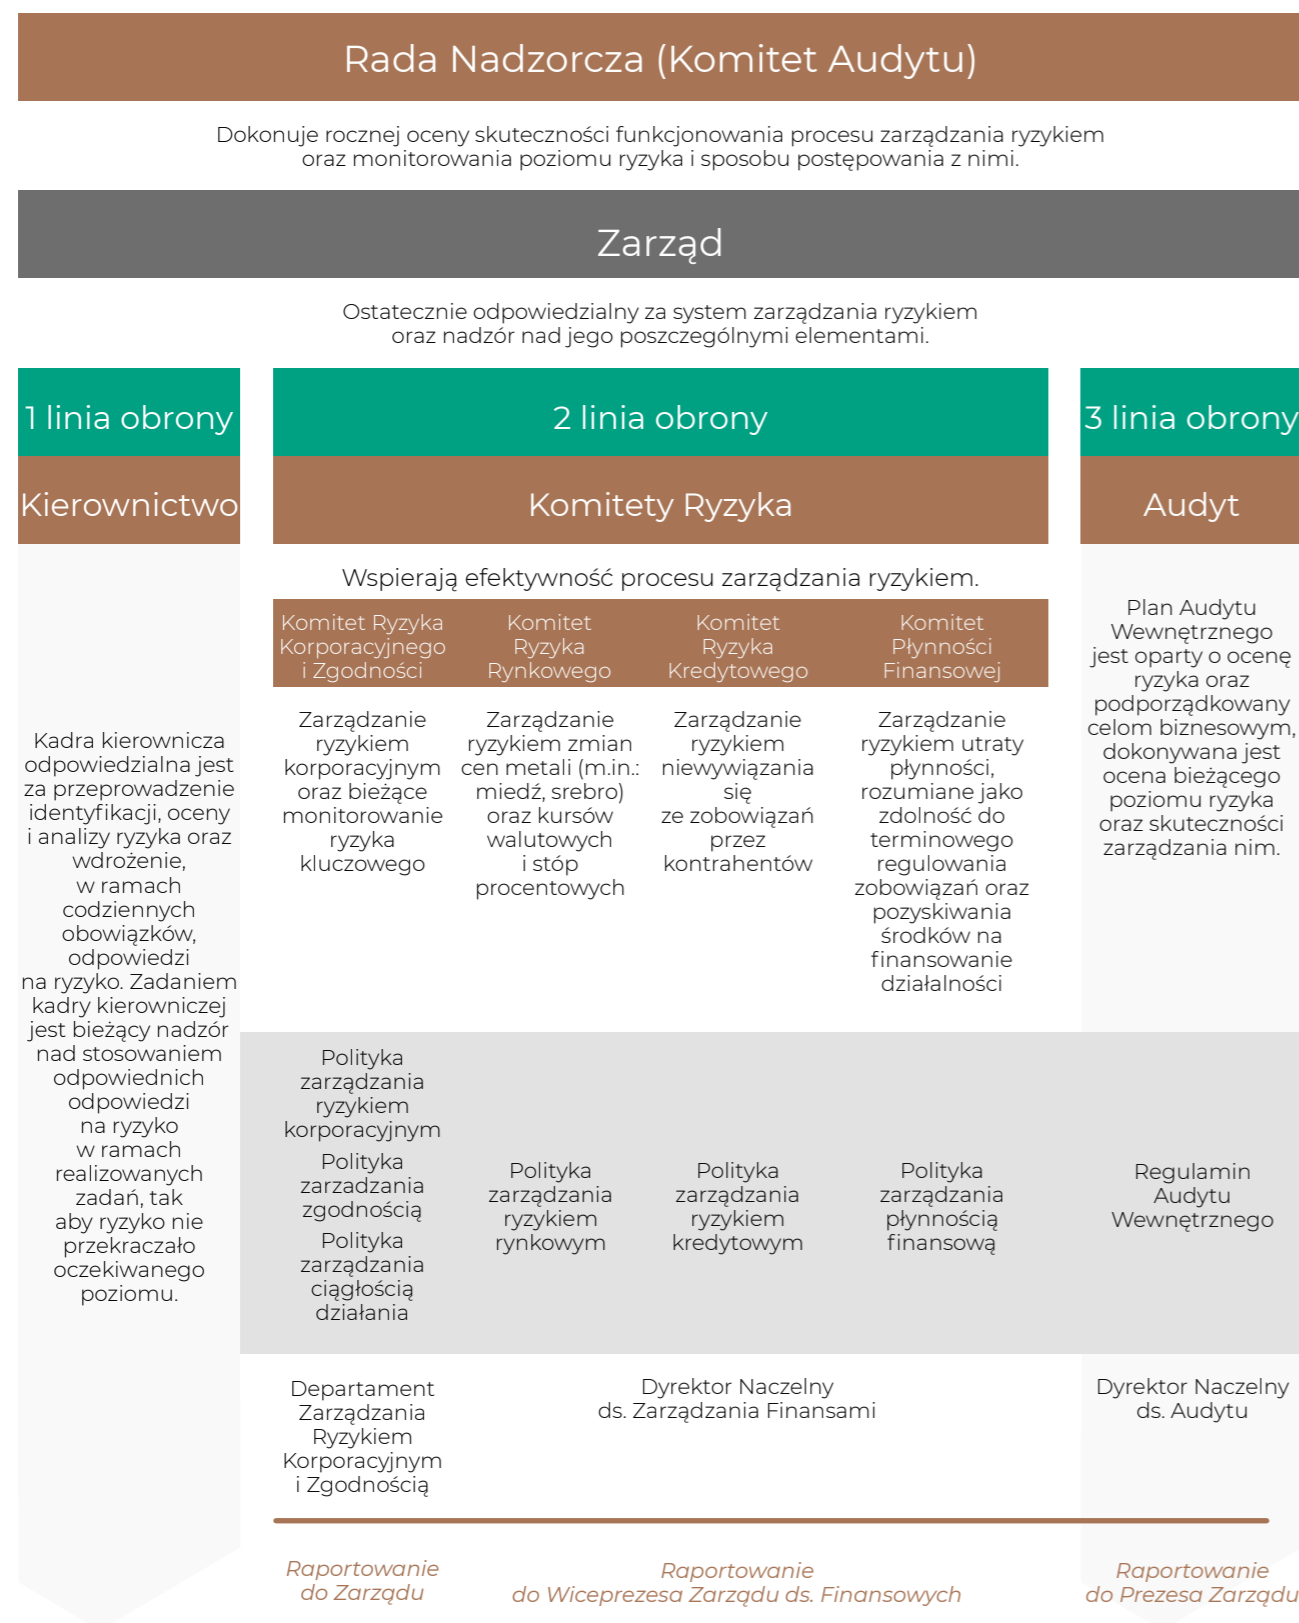 Rada Nadzorcza (Komitet Audytu)
Dokonuje rocznej oceny skuteczności funkcjonowania procesu zarządzania ryzykiem
oraz monitorowania poziomu ryzyka i sposobu postępowania z nimi.
Zarząd
Ostatecznie odpowiedzialny za system zarządzania ryzykiem
oraz nadzór nad jego poszczególnymi elementami.
1 linia obrony
Kierownictwo
Kadra kierownicza
odpowiedzialna jest
za przeprowadzenie
identyfikacji, oceny
i analizy ryzyka oraz
wdrożenie,
w ramach
codziennych
obowiązków,
odpowiedzi
na ryzyko. Zadaniem
kadry kierowniczej
jest bieżący nadzór
nad stosowaniem
odpowiednich
odpowiedzi
na ryzyko
w ramach
realizowanych
zadań, tak
aby ryzyko nie
przekraczało
oczekiwanego
poziomu.
2 linia obrony
Komitety Ryzyka
Wspierają efektywność procesu zarządzania ryzykiem.
Komitet Ryzyka
Korporacyjnego
i Zgodności
Zarządzanie
ryzykiem
korporacyjnym
oraz bieżące
monitorowanie
ryzyka
kluczowego
Polityka
zarządzania
ryzykiem
korporacyjnym
Polityka
zarzadzania
zgodnością
Polityka
zarządzania
ciągłością
działania
Departament
Zarządzania
Ryzykiem
Korporacyjnym
i Zgodnością
Raportowanie
do Zarządu
Komitet
Ryzyka
Rynkowego
Zarządzanie
ryzykiem zmian
cen metali (m.in.:
miedź, srebro)
oraz kursów
walutowych
i stóp
procentowych
Polityka
zarządzania
ryzykiem
rynkowym
Komitet
Ryzyka
Kredytowego
Zarządzanie
ryzykiem
niewywiązania
się
ze zobowiązań
przez
kontrahentów
Polityka
zarządzania
ryzykiem
kredytowym
Komitet
Płynności
Finansowej
Zarządzanie
ryzykiem utraty
płynności,
rozumiane jako
zdolność do
terminowego
regulowania
zobowiązań oraz
pozyskiwania
środków na
finansowanie
działalności
Polityka
zarządzania
płynnością
finansową
Dyrektor Naczelny
ds. Zarządzania Finansami
Raportowanie
do Wiceprezesa Zarządu ds. Finansowych
3 linia obrony
Audyt
Plan Audytu
Wewnętrznego
jest oparty o ocenę
ryzyka oraz
podporządkowany
celom biznesowym,
dokonywana jest
ocena bieżącego
poziomu ryzyka
oraz skuteczności
zarządzania nim.
Regulamin
Audytu
Wewnętrznego
Dyrektor Naczelny
ds. Audytu
Raportowanie
do Prezesa Zarządu